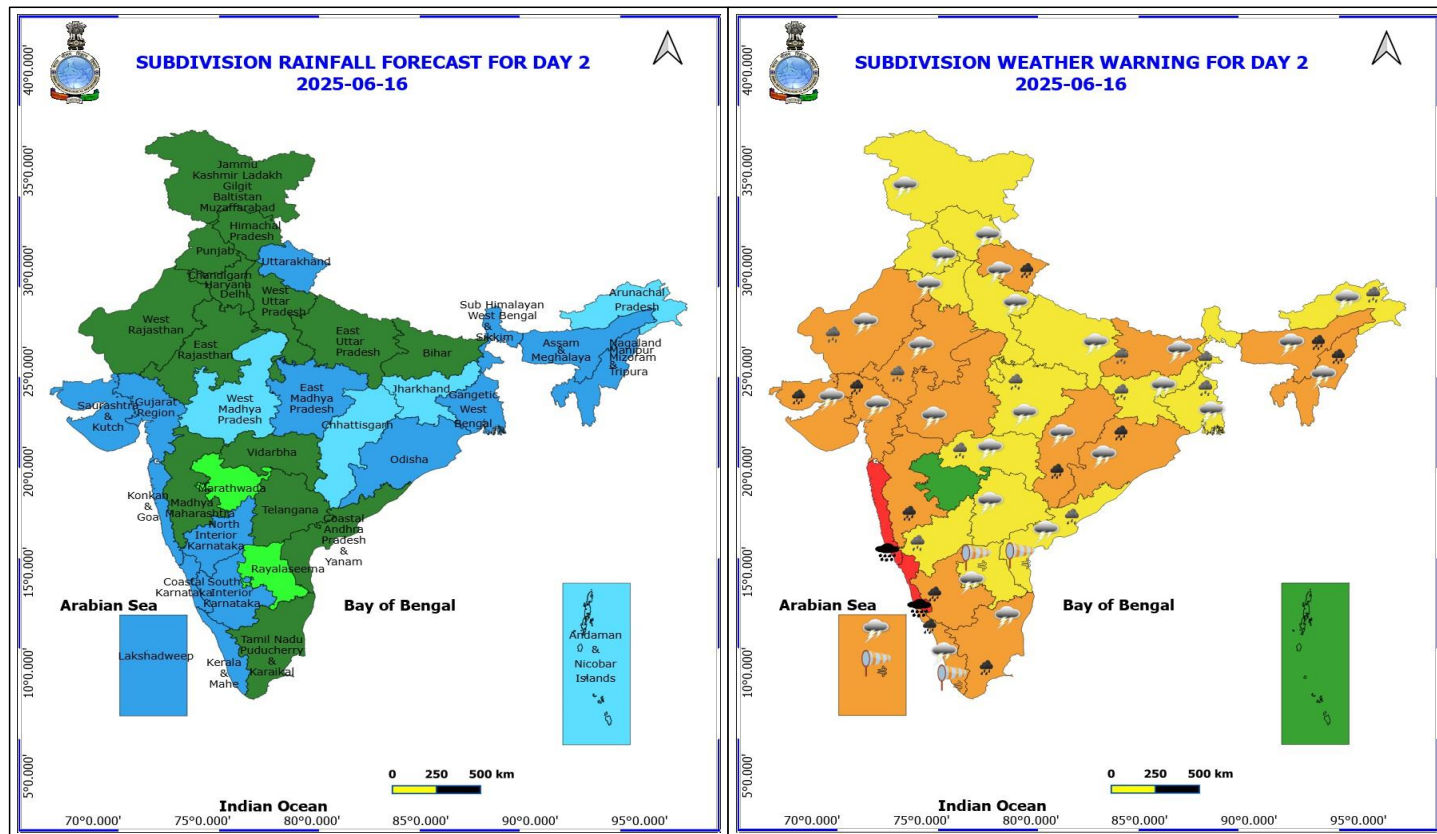 SUBDIVISION RAINFALL FORECAST FOR DAY 2
2025-06-16
40°0.000'
35°0.000'
30°0.000'
25°0.000'
20°0.000'
15°0.000'
10°0.000'
5°0.000'
Jammu
Kashmir Ladakh
Gilgit
Baltistan
Muzaffarabad
Himachal
Pradesh
Punjab
Uttarakhand
Chandigarh
Haryana
Delhi
West
Uttar
Pradesh
West
Rajasthan
East
Rajasthan
East
Uttar
Pradesh
Bihar
Sub Himalayan
West Bengal
&
Sikkim
Arunachal
Pradesh
Assam
&
Meghalaya
Nagaland
Manipur
Mizoram
&
Tripura
Saurashtra
&
Kutch
Gujarat
Region
West
Madhya
Pradesh
East
Madhya
Pradesh
Jharkhand
Gangetic
West
Bengal
Chhattisgarh
Odisha
Vidarbha
Marathwada
Konkan
&
Goa
Madhya
Maharashtra
North
Interior
Karnataka
Telangana
Coastal
Andhra
Pradesh
&
Yanam
Rayalaseema
Coastal
Karnataka
South
Interior
Karnataka
Arabian Sea
Bay of Bengal
Lakshadweep
Kerala
&
Mahe
Tamil Nadu
Puducherry
&
Karaikal
Andaman
&
Nicobar
Islands
0 250 500 km
Indian Ocean
70°0.000' 75°0.000' 80°0.000' 85°0.000' 90°0.000' 95°0.000'
SUBDIVISION WEATHER WARNING FOR DAY 2
2025-06-16
40°0.000'
35°0.000'
30°0.000'
25°0.000'
20°0.000'
15°0.000'
10°0.000'
5°0.000'
Arabian Sea
Bay of Bengal
0 250 500 km
Indian Ocean
70°0.000' 75°0.000' 80°0.000' 85°0.000' 90°0.000' 95°0.000'